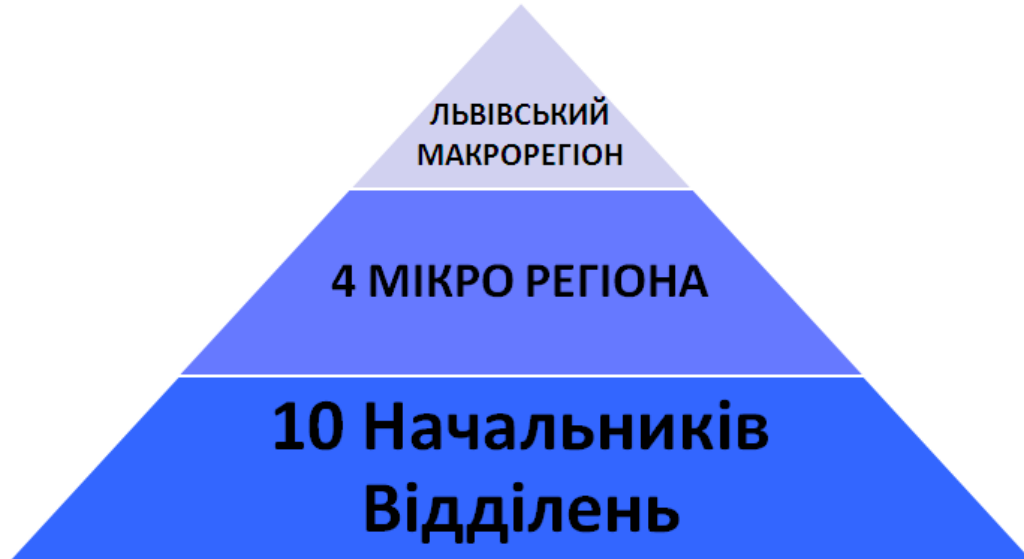 ЛЬВІВСЬКИЙ
МАКРОРЕГІОН
4 МІКРО РЕГІОНА
10 Начальників
Відділень